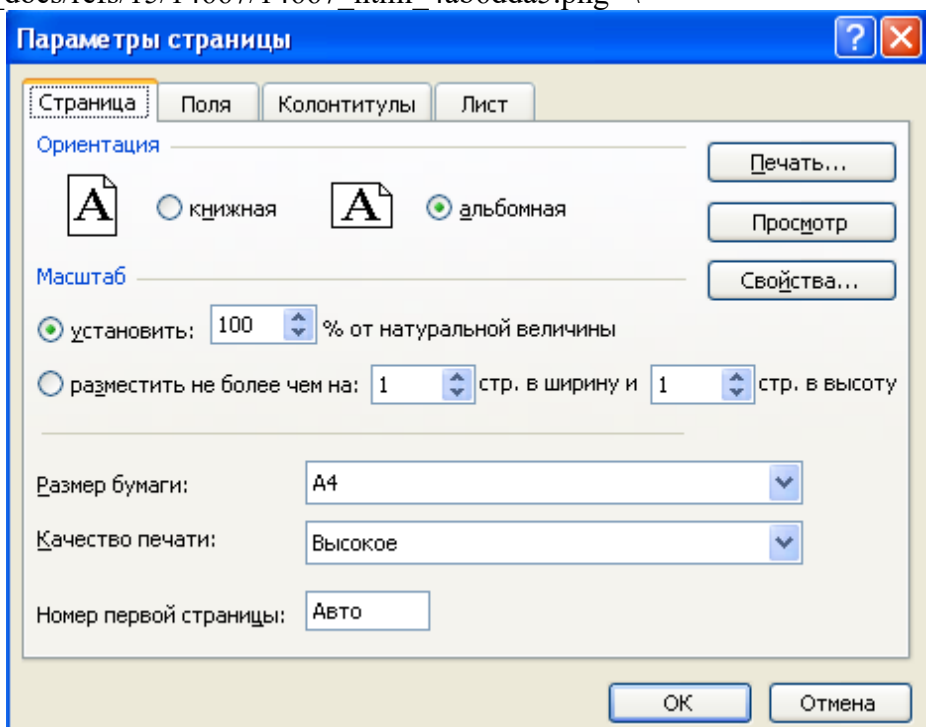 Параметры страницы
Страница Поля Колонтитулы Лист
Ориентация
Печать...
A книжная A альбомная
Просмотр
Масштаб
Свойства...
установить: 100 % от натуральной величины
разместить не более чем на: 1 стр. в ширину и 1 стр. в высоту
Размер бумаги: A4
Качество печати: Высокое
Номер первой страницы: Авто
ОК Отмена